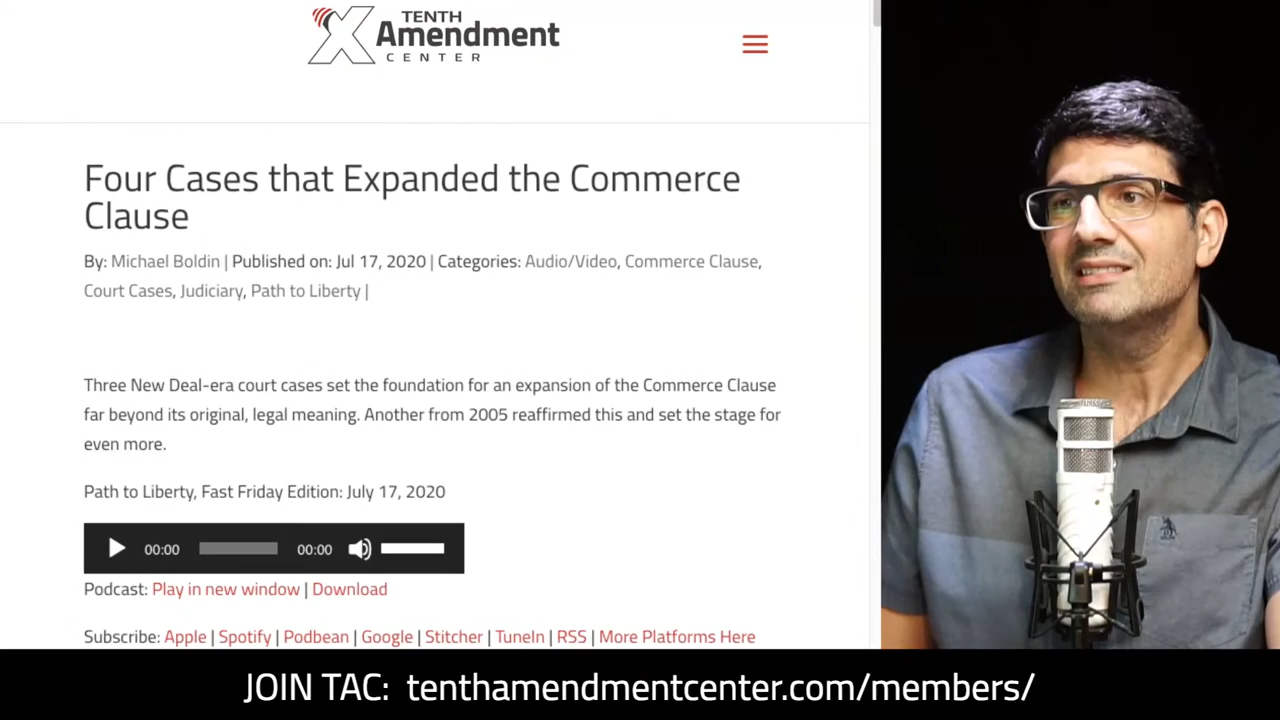 TENTH
Amendment
CENTER
Four Cases that Expanded the Commerce
Clause
By: Michael Boldin | Published on: Jul 17, 2020 | Categories: Audio/Video, Commerce Clause,
Court Cases, Judiciary, Path to Liberty |
Three New Deal-era court cases set the foundation for an expansion of the Commerce Clause
far beyond its original, legal meaning. Another from 2005 reaffirmed this and set the stage for
even more.
Path to Liberty, Fast Friday Edition: July 17, 2020
00:00 00:00
Podcast: Play in new window | Download
Subscribe: Apple | Spotify | Podbean | Google | Stitcher | TuneIn | RSS | More Platforms Here
JOIN TAC: tenthamendmentcenter.com/members/